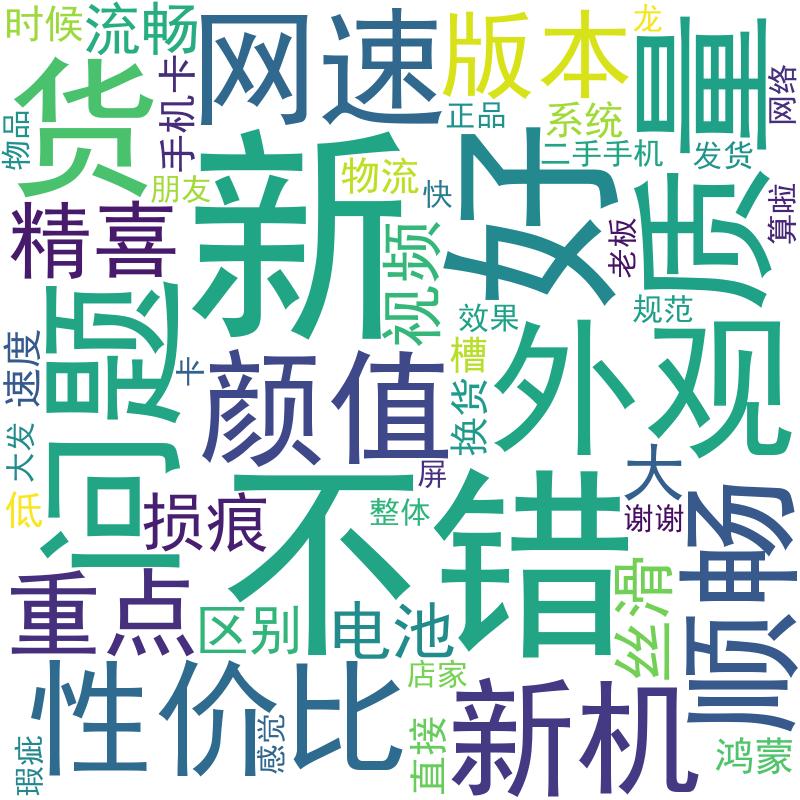 时候
流畅
网速
版本
龙
质量
货
手机卡
物品
正品
系统
网络
二手手机
发货
新
好
朋友
物流
快
精喜
视频
老板
算啦
问题
效果
规范
速度
卡
颜值
槽
外观
换货
大发
屏
大
低
损痕
不错
整体
谢谢
顺畅
重点
区别
电池
丝滑
店家
性价比
感觉
直接
新机
鸿蒙
瑕疵